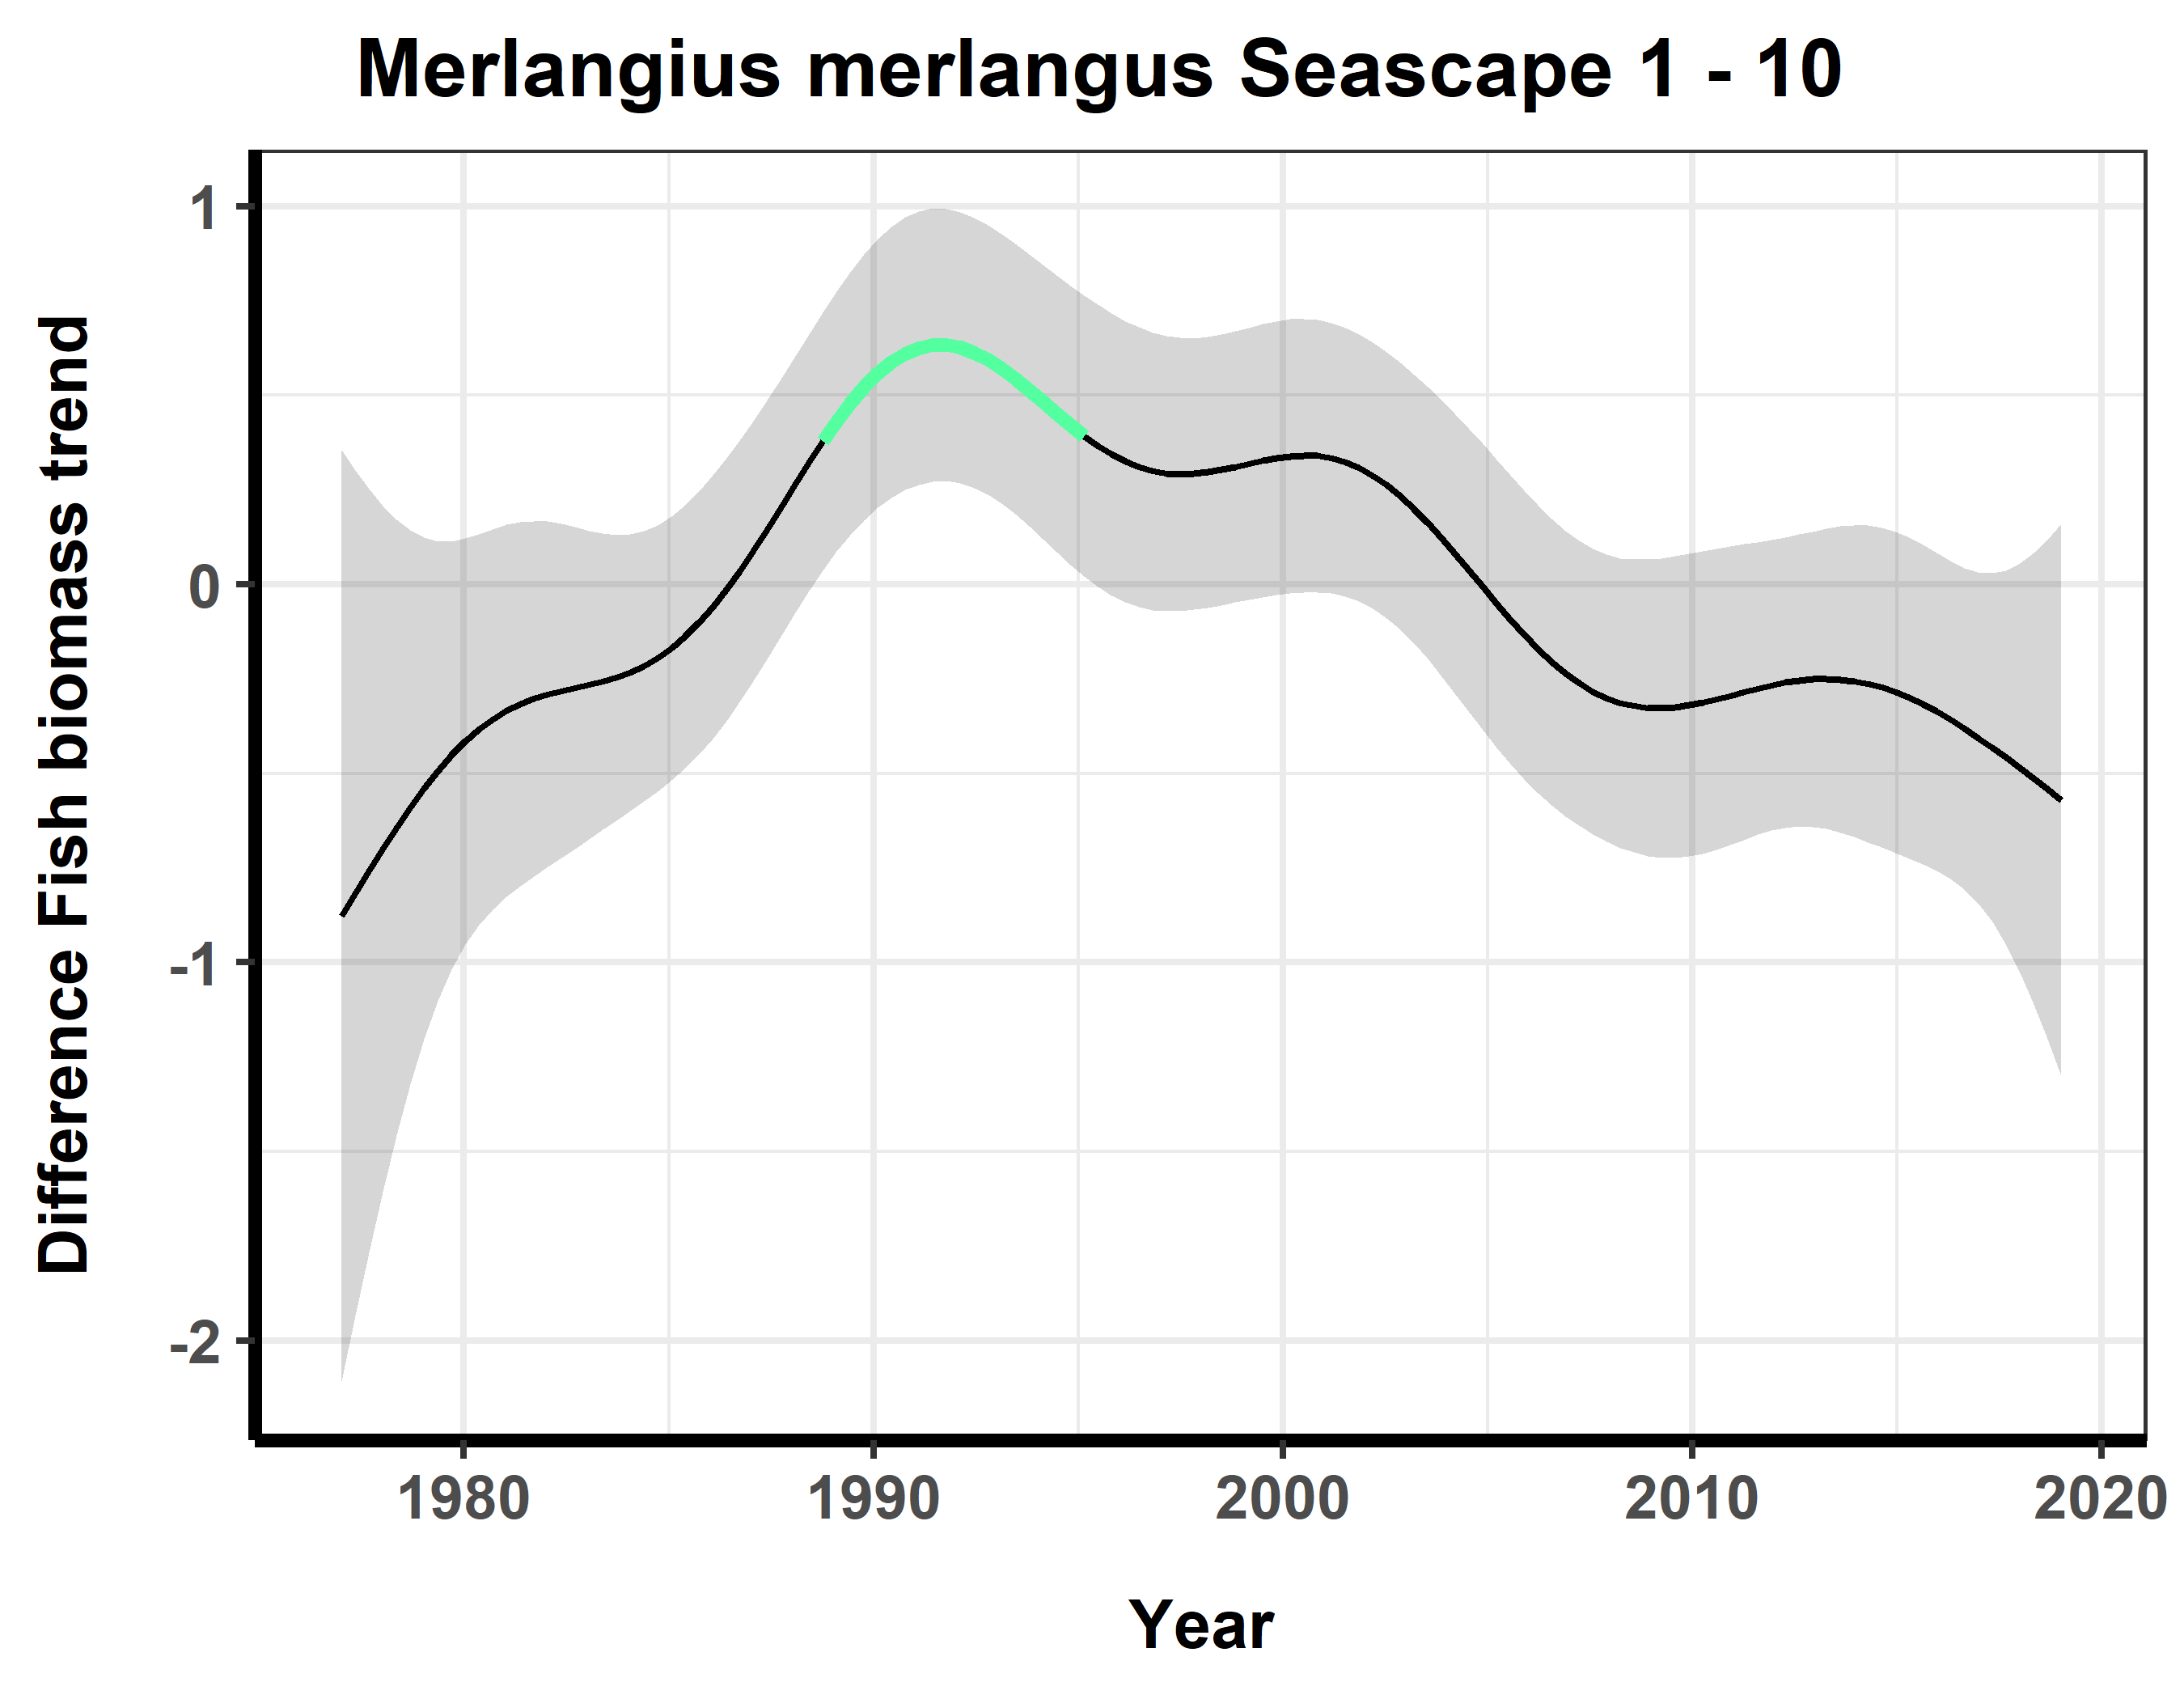 Merlangius merlangus Seascape 1 - 10
Difference Fish biomass trend
1
0
-1
-2
1980 1990 2000 2010 2020
Year